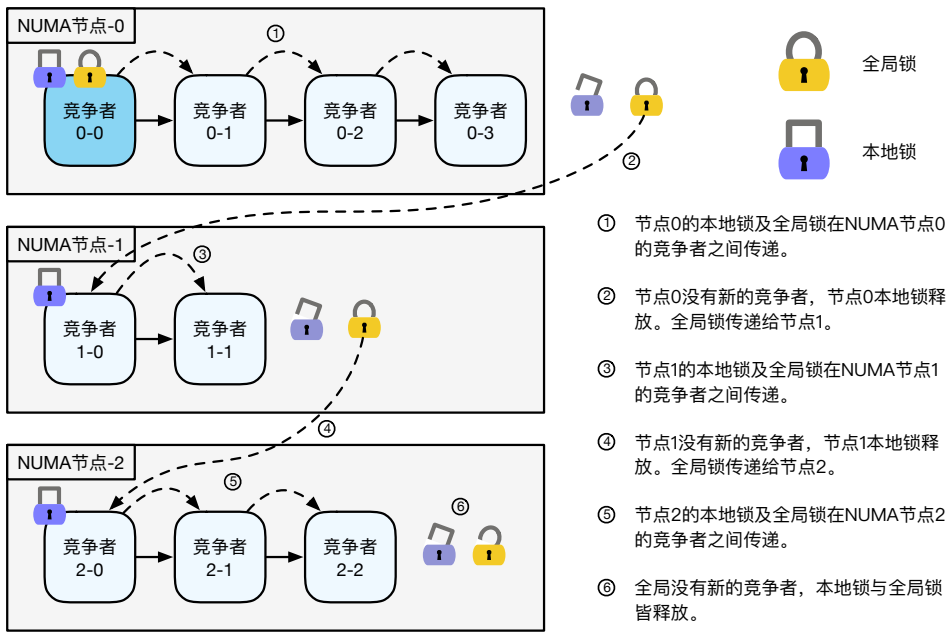 NUMA节点-0
①
竞争者
0-0
竞争者
0-1
竞争者
0-2
竞争者
0-3
②
全局锁
本地锁
NUMA节点-1
③
竞争者
1-0
竞争者
1-1
④
NUMA节点-2
⑤
⑥
竞争者
2-0
竞争者
2-1
竞争者
2-2
① 节点0的本地锁及全局锁在NUMA节点0
的竞争者之间传递。
② 节点0没有新的竞争者，节点0本地锁释
放。全局锁传递给节点1。
③ 节点1的本地锁及全局锁在NUMA节点1
的竞争者之间传递。
④ 节点1没有新的竞争者，节点1本地锁释
放。全局锁传递给节点2。
⑤ 节点2的本地锁及全局锁在NUMA节点2
的竞争者之间传递。
⑥ 全局没有新的竞争者，本地锁与全局锁
皆释放。